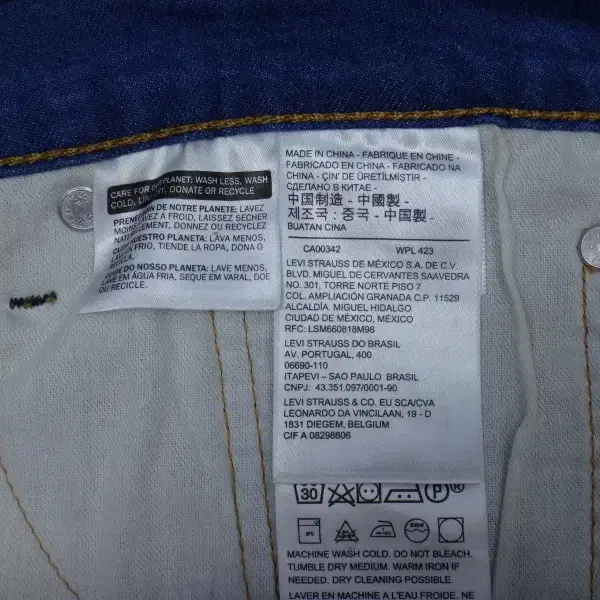 CARE FOR OUR PLANET: WASH LESS, WASH
COLD, LINE DRY, DONATE OR RECYCLE
PRENEZ SOIN DE NOTRE PLANETE: LAVEZ
MOINS, LAVEZ A FROID, LAISSEZ SÉCHER
NATURELLEMENT, DONNEZ OU RECYCLEZ
NUESTRO PLANETA: LAVA MENOS,
LAVA EN FRIO, TIENDE LA ROPA, DONA O
RECICLA
CUIDE DO NOSSO PLANETA: LAVE MENOS,
LAVE EM ÁGUA FRIA, SEQUE EM VARAL, DOE
OU RECICLE.
MADE IN CHINA - FABRIQUE EN CHINE -
FABRICADO EN CHINA - FABRICADO NA
CHINA - ÇIN' DE ÜRETILMIŞTIR -
СДЕЛАНО В КИТАЕ -
中国制造 - 中國製 -
제조국 : 중국 - 中国製 -
BUATAN CINA
CA00342 WPL 423
LEVI STRAUSS DE MÉXICO S.A. DE C.V.
BLVD. MIGUEL DE CERVANTES SAAVEDRA
NO. 301, TORRE NORTE PISO 7
COL. AMPLIACIÓN GRANADA C.P. 11529
ALCALDÍA. MIGUEL HIDALGO
CIUDAD DE MÉXICO, MÉXICO
RFC: LSM660818M98
LEVI STRAUSS DO BRASIL
AV. PORTUGAL, 400
06690-110
ITAPEVI – SAO PAULO BRASIL
CNPJ: 43.351.097/0001-90
LEVI STRAUSS & CO. EU SCA/CVA
LEONARDO DA VINCILAAN, 19 - D
1831 DIEGEM, BELGIUM
CIF A 08298606
30 P ®
MACHINE WASH COLD. DO NOT BLEACH.
TUMBLE DRY MEDIUM. WARM IRON IF
NEEDED. DRY CLEANING POSSIBLE.
LAVER EN MACHINE A L'EAU FROIDE. NE